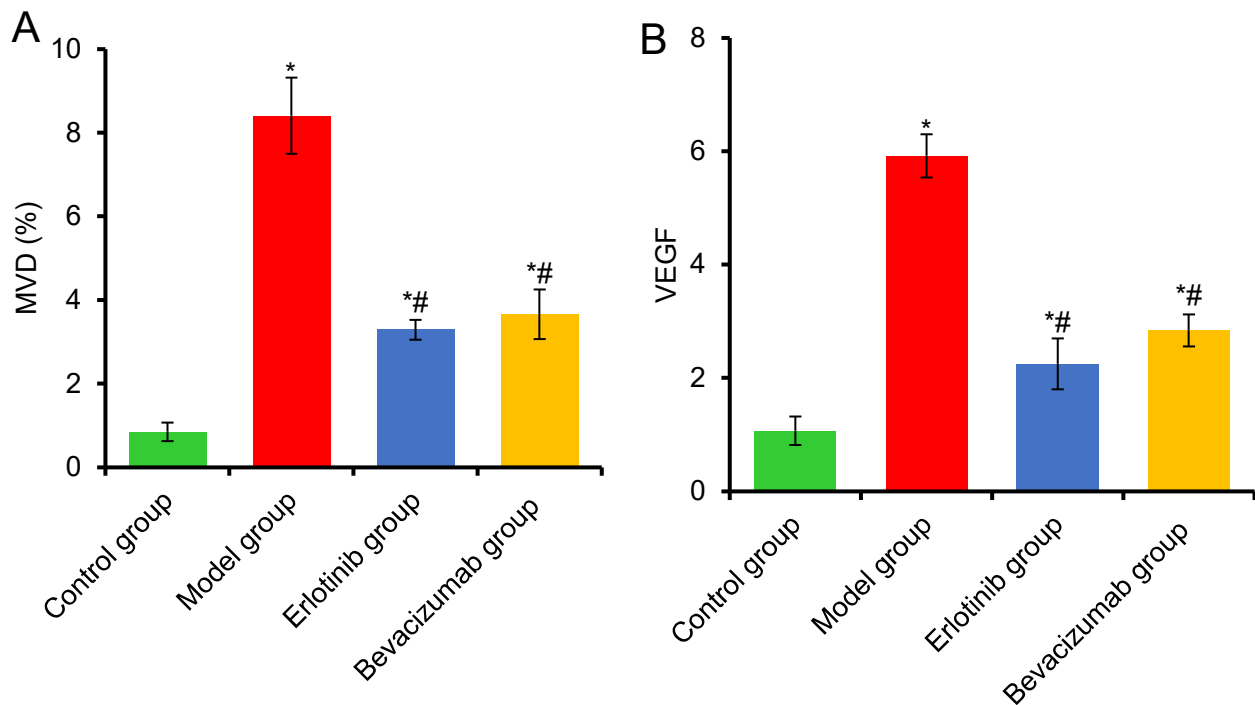 A
MVD (%)
10
8
6
4
2
0
*
*#
*#
Control group
Model group
Erlotinib group
Bevacizumab group
B
VEGF
8
6
4
2
0
*
*#
*#
Control group
Model group
Erlotinib group
Bevacizumab group